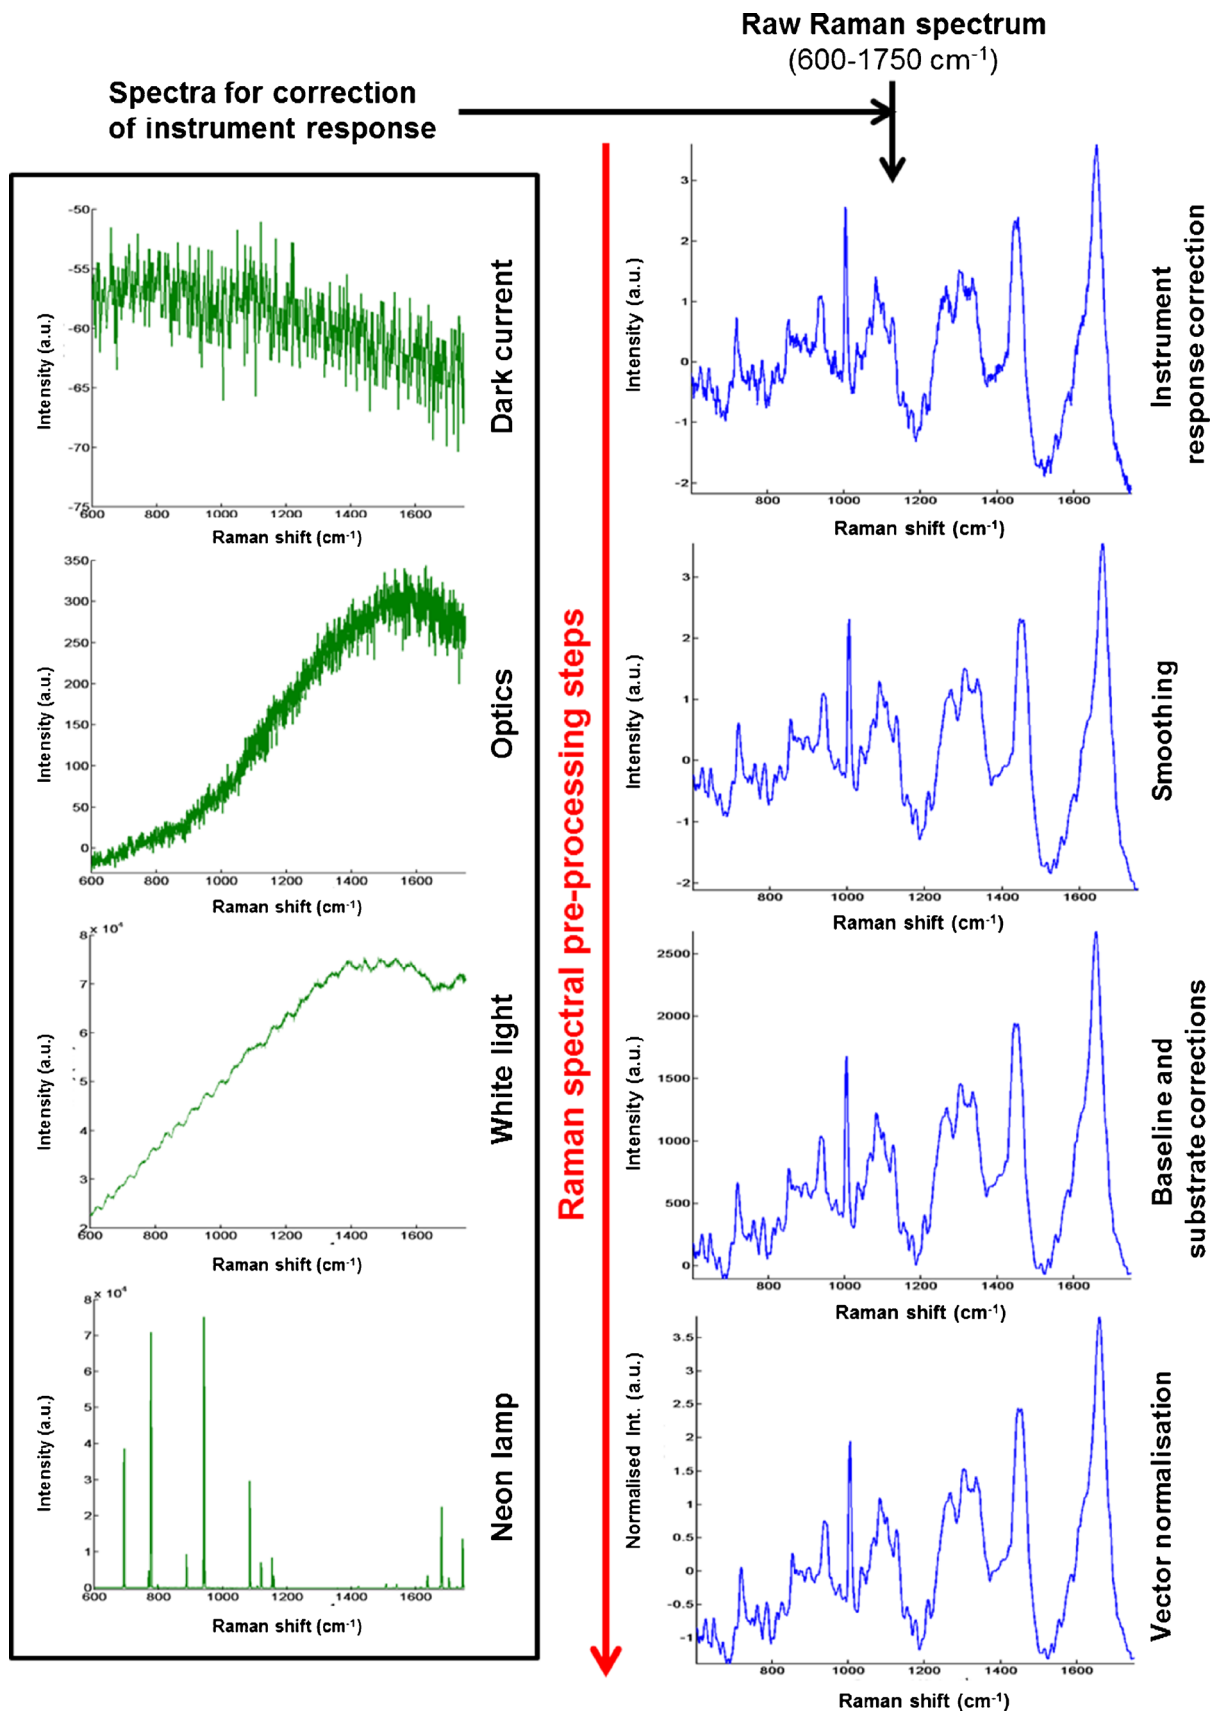 Raw Raman spectrum
(600-1750 cm⁻¹)
Spectra for correction
of instrument response
-50
-55
-60
-65
-70
-75
600 800 1000 1200 1400 1600
Intensity (a.u.)
Raman shift (cm⁻¹)
Dark current
350
300
250
200
150
100
50
0
600 800 1000 1200 1400 1600
Intensity (a.u.)
Raman shift (cm⁻¹)
Optics
8 × 10⁴
7
6
5
4
3
2
600 800 1000 1200 1400 1600
Intensity (a.u.)
Raman shift (cm⁻¹)
White light
8 × 10⁴
7
6
5
4
3
2
1
0
600 800 1000 1200 1400 1600
Intensity (a.u.)
Raman shift (cm⁻¹)
Neon lamp
Raman spectral pre-processing steps
3
2
1
0
-1
-2
800 1000 1200 1400 1600
Intensity (a.u.)
Raman shift (cm⁻¹)
Instrument
response correction
3
2
1
0
-1
-2
800 1000 1200 1400 1600
Intensity (a.u.)
Raman shift (cm⁻¹)
Smoothing
2500
2000
1500
1000
500
0
800 1000 1200 1400 1600
Intensity (a.u.)
Raman shift (cm⁻¹)
Baseline and
substrate corrections
3.5
3
2.5
2
1.5
1
0.5
0
-0.5
-1
800 1000 1200 1400 1600
Normalised Int. (a.u.)
Raman shift (cm⁻¹)
Vector normalisation